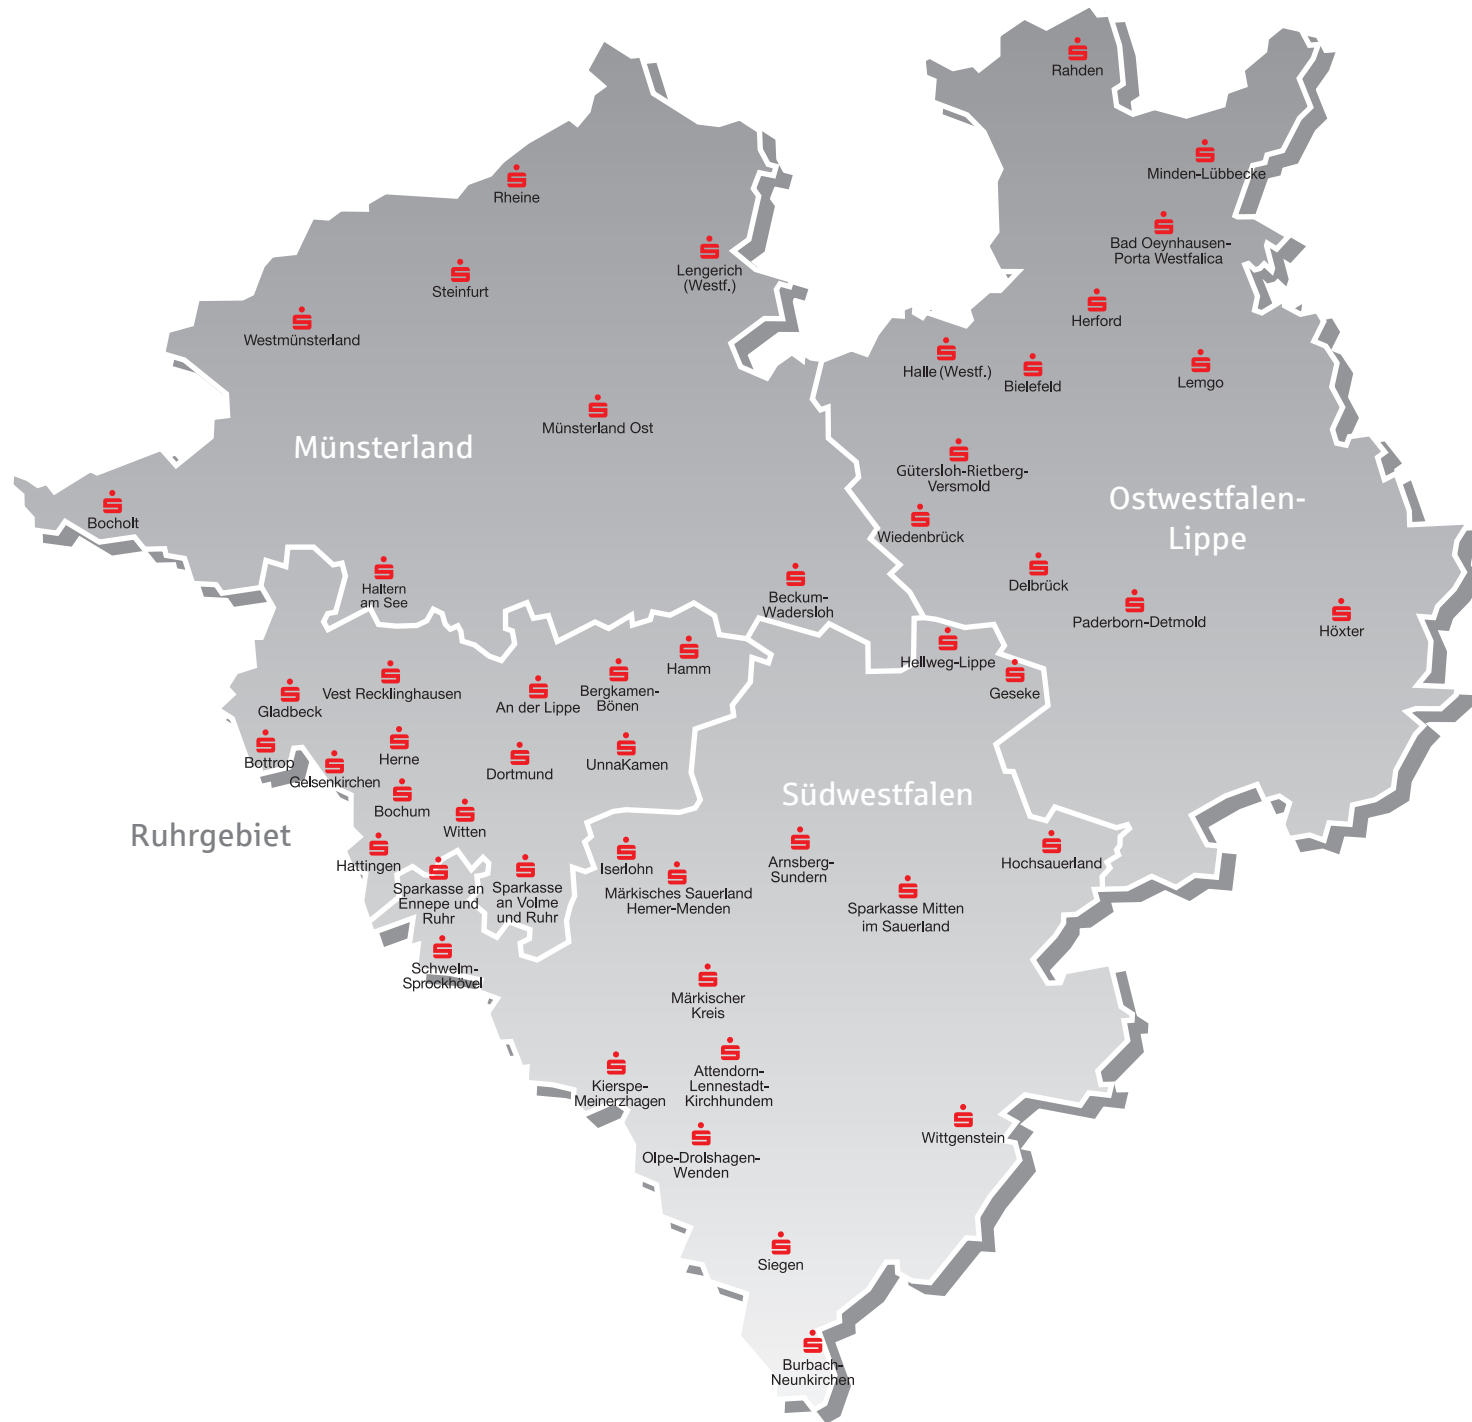 Rahden
Minden-Lübbecke
Rheine
Bad Oeynhausen-
Porta Westfalica
Lengerich
(Westf.)
Steinfurt
Herford
Westmünsterland
Halle (Westf.)
Bielefeld
Lemgo
Münsterland Ost
Münsterland
Gütersloh-Rietberg-
Versmold
Ostwestfalen-
Lippe
Bocholt
Wiedenbrück
Haltern
am See
Beckum-
Wadersloh
Delbrück
Paderborn-Detmold
Höxter
Hamm
Hellweg-Lippe
Geseke
Vest Recklinghausen
Bergkamen-
Bönen
An der Lippe
Gladbeck
Bottrop
Herne
Gelsenkirchen
Dortmund
UnnaKamen
Südwestfalen
Bochum
Witten
Ruhrgebiet
Hattingen
Iserlohn
Arnsberg-
Sundern
Hochsauerland
Sparkasse an
Ennepe und
Ruhr
Sparkasse
an Volme
und Ruhr
Märkisches Sauerland
Hemer-Menden
Sparkasse Mitten
im Sauerland
Schwelm-
Sprockhövel
Märkischer
Kreis
Kierspe-
Meinerzhagen
Attendorn-
Lennestadt-
Kirchhundem
Wittgenstein
Olpe-Drolshagen-
Wenden
Siegen
Burbach-
Neunkirchen